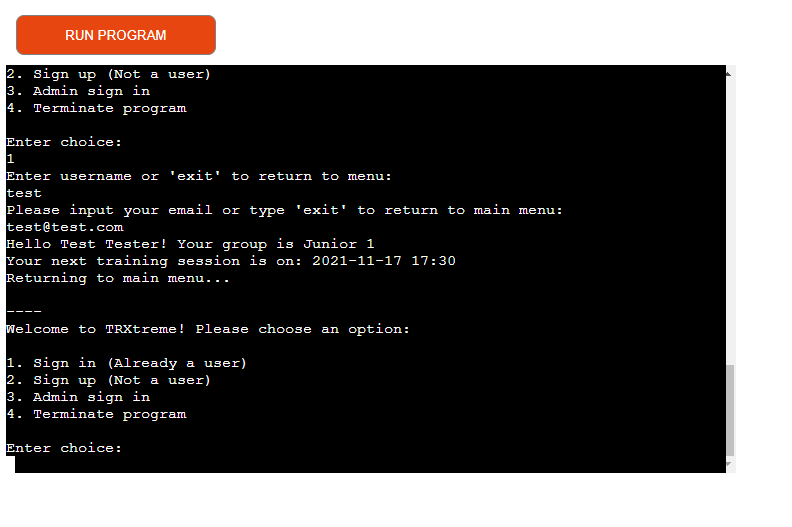 RUN PROGRAM
2. Sign up (Not a user)
3. Admin sign in
4. Terminate program
Enter choice:
1
Enter username or 'exit' to return to menu:
test
Please input your email or type 'exit' to return to main menu:
test@test.com
Hello Test Tester! Your group is Junior 1
Your next training session is on: 2021-11-17 17:30
Returning to main menu...
----
Welcome to TRXtreme! Please choose an option:
1. Sign in (Already a user)
2. Sign up (Not a user)
3. Admin sign in
4. Terminate program
Enter choice: